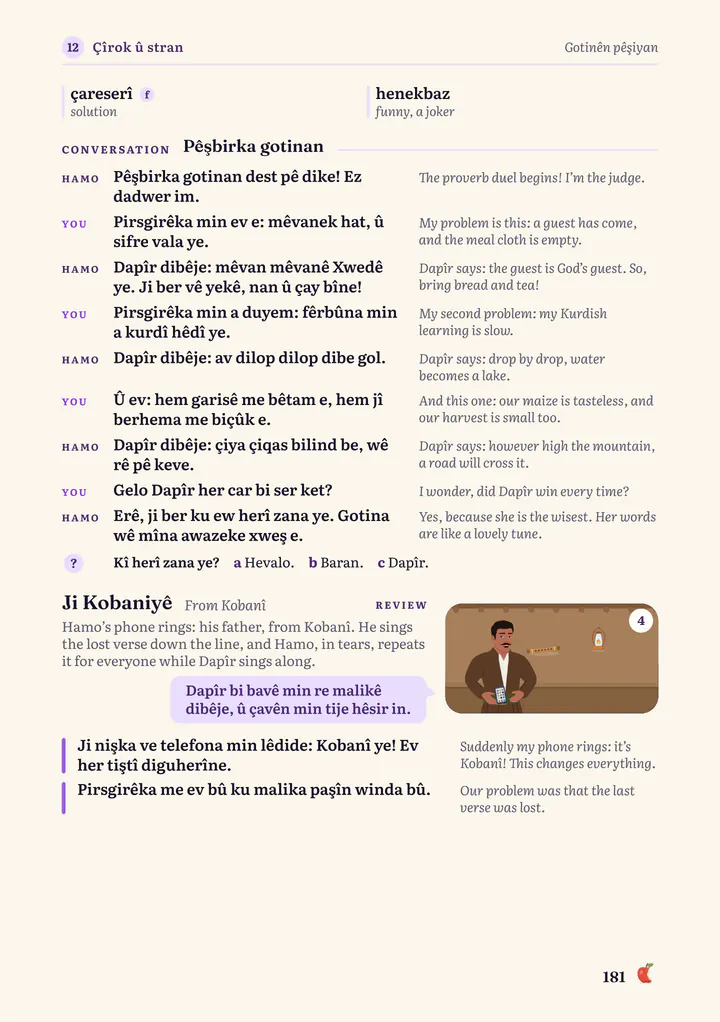 12 Çîrok û stran
Gotinên pêşiyan
çareserî f
solution
henekbaz
funny, a joker
CONVERSATION Pêşbirka gotinan
HAMO Pêşbirka gotinan dest pê dike! Ez
dadwer im.
The proverb duel begins! I'm the judge.
YOU Pirsgirêka min ev e: mêvanek hat, û
sifre vala ye.
My problem is this: a guest has come,
and the meal cloth is empty.
HAMO Dapîr dibêje: mêvan mêvanê Xwedê
ye. Ji ber vê yekê, nan û çay bîne!
Dapîr says: the guest is God's guest. So,
bring bread and tea!
YOU Pirsgirêka min a duyem: fêrbûna min
a kurdî hêdî ye.
My second problem: my Kurdish
learning is slow.
HAMO Dapîr dibêje: av dilop dilop dibe gol.
Dapîr says: drop by drop, water
becomes a lake.
YOU Û ev: hem garisê me bêtam e, hem jî
berhema me biçûk e.
And this one: our maize is tasteless, and
our harvest is small too.
HAMO Dapîr dibêje: çiya çiqas bilind be, wê
rê pê keve.
Dapîr says: however high the mountain,
a road will cross it.
YOU Gelo Dapîr her car bi ser ket?
I wonder, did Dapîr win every time?
HAMO Erê, ji ber ku ew herî zana ye. Gotina
wê mîna awazeke xweş e.
Yes, because she is the wisest. Her words
are like a lovely tune.
? Kî herî zana ye? a Hevalo. b Baran. c Dapîr.
Ji Kobaniyê From Kobanî REVIEW
Hamo's phone rings: his father, from Kobanî. He sings
the lost verse down the line, and Hamo, in tears, repeats
it for everyone while Dapîr sings along.
4
Dapîr bi bavê min re malikê
dibêje, û çavên min tije hêsir in.
Ji nişka ve telefona min lêdide: Kobanî ye! Ev
her tiştî diguherîne.
Suddenly my phone rings: it's
Kobanî! This changes everything.
Pirsgirêka me ev bû ku malika paşîn winda bû.
Our problem was that the last
verse was lost.
181